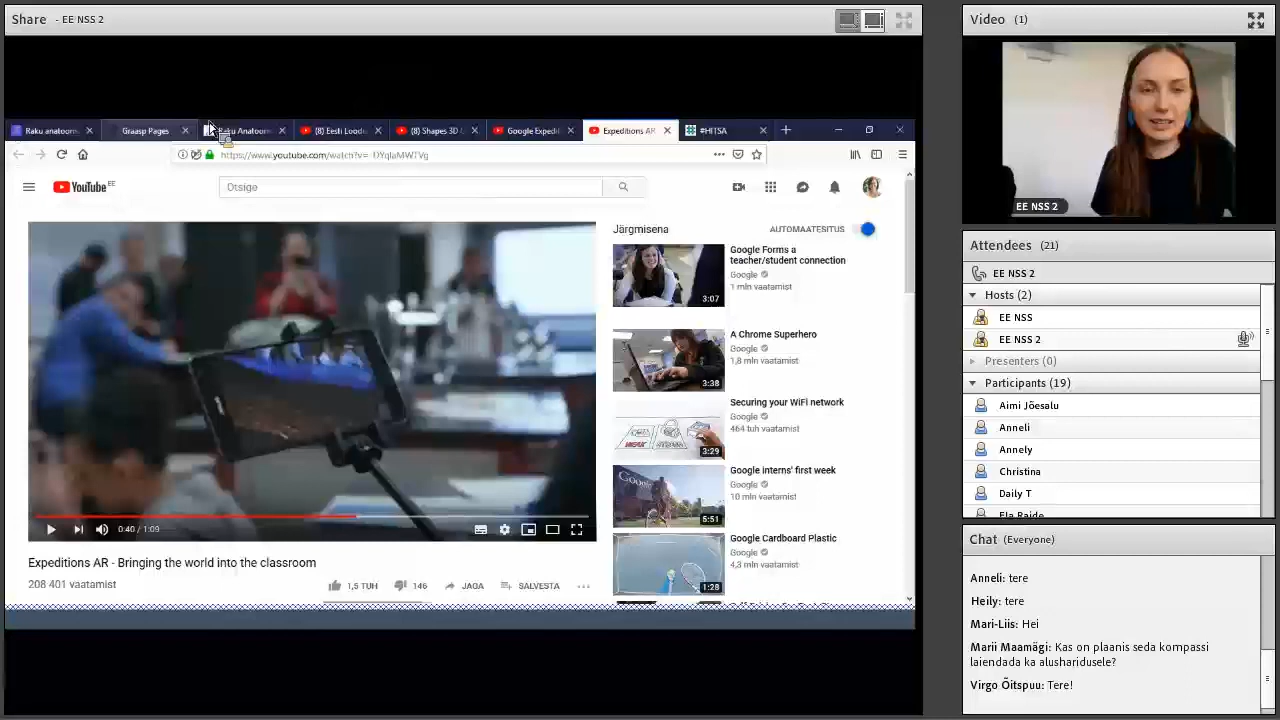 Share - EE NSS 2
Raku anatoom
Graasp Pages
Raku Anatoom
(8) Eesti Loodu
(8) Shapes 3D
Google Expedi
Expeditions AR
#HITSA
YouTube EE
Otsige
0:40 / 1:09
Expeditions AR - Bringing the world into the classroom
208 401 vaatamist
1,5 TUH
146
JAGA
SALVESTA
Järgmisena
AUTOMAATESITUS
Google Forms a
teacher/student connection
Google
1 mln vaatamist
3:07
A Chrome Superhero
Google
1,8 mln vaatamist
3:38
Securing your WiFi network
Google
464 tuh vaatamist
3:29
Google interns' first week
Google
10 mln vaatamist
5:51
Google Cardboard Plastic
Google
4,3 mln vaatamist
1:28
Video (1)
EE NSS 2
Attendees (21)
EE NSS 2
Hosts (2)
EE NSS
EE NSS 2
Presenters (0)
Participants (19)
Aimi Jõesalu
Anneli
Annely
Christina
Daily T
Ela Raide
Chat (Everyone)
Anneli: tere
Heily: tere
Mari-Liis: Hei
Marii Maamägi: Kas on plaanis seda kompassi
laiendada ka alusharidusele?
Virgo Õitspuu: Tere!